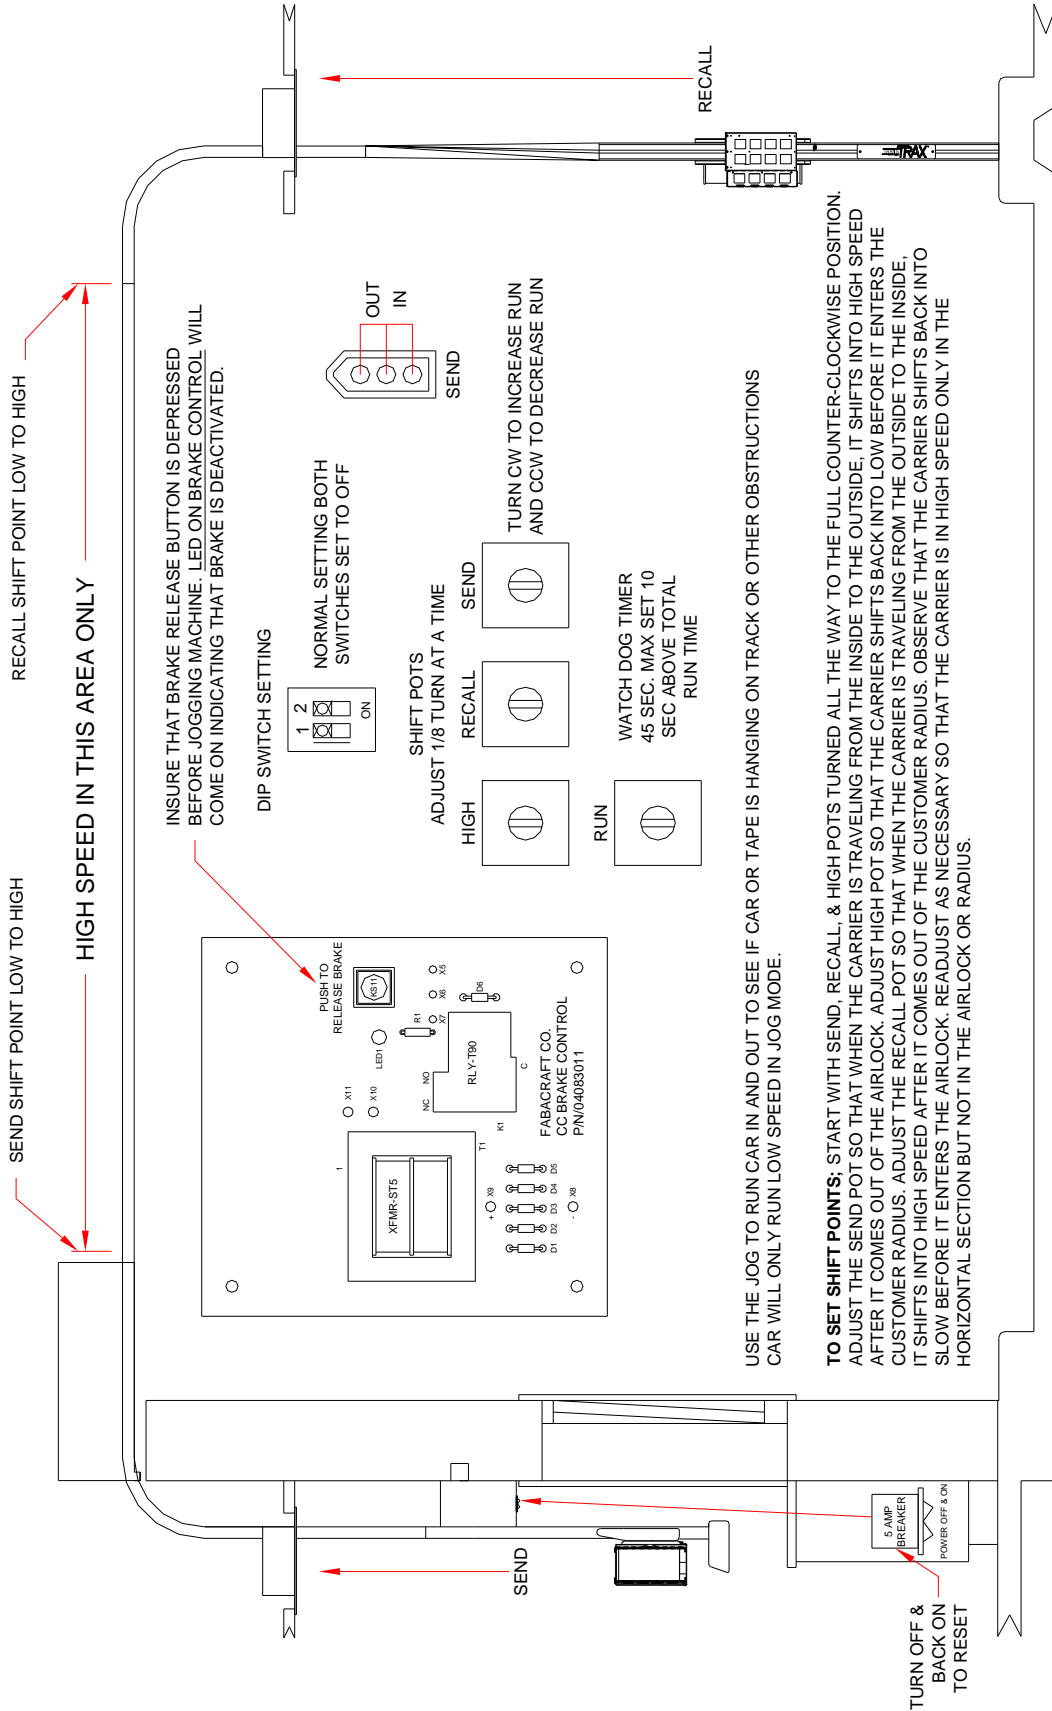 SEND SHIFT POINT LOW TO HIGH
RECALL SHIFT POINT LOW TO HIGH
HIGH SPEED IN THIS AREA ONLY
INSURE THAT BRAKE RELEASE BUTTON IS DEPRESSED
BEFORE JOGGING MACHINE. LED ON BRAKE CONTROL WILL
COME ON INDICATING THAT BRAKE IS DEACTIVATED.
PUSH TO
RELEASE BRAKE
KS11
LED1
X11
X10
R1
X7
X6
X5
D6
NC
NO
RLY-T90
C
K1
1
XFMR-ST5
T1
+
X9
-
X8
D1
D2
D3
D4
D5
FABACRAFT CO.
CC BRAKE CONTROL
P/N/04083011
DIP SWITCH SETTING
1 2
ON
NORMAL SETTING BOTH
SWITCHES SET TO OFF
OUT
IN
SEND
SHIFT POTS
ADJUST 1/8 TURN AT A TIME
HIGH
RECALL
SEND
TURN CW TO INCREASE RUN
AND CCW TO DECREASE RUN
RUN
WATCH DOG TIMER
45 SEC. MAX SET 10
SEC ABOVE TOTAL
RUN TIME
USE THE JOG TO RUN CAR IN AND OUT TO SEE IF CAR OR TAPE IS HANGING ON TRACK OR OTHER OBSTRUCTIONS
CAR WILL ONLY RUN LOW SPEED IN JOG MODE.
TO SET SHIFT POINTS; START WITH SEND, RECALL, & HIGH POTS TURNED ALL THE WAY TO THE FULL COUNTER-CLOCKWISE POSITION.
ADJUST THE SEND POT SO THAT WHEN THE CARRIER IS TRAVELING FROM THE INSIDE TO THE OUTSIDE, IT SHIFTS INTO HIGH SPEED
AFTER IT COMES OUT OF THE AIRLOCK. ADJUST HIGH POT SO THAT THE CARRIER SHIFTS BACK INTO LOW BEFORE IT ENTERS THE
CUSTOMER RADIUS. ADJUST THE RECALL POT SO THAT WHEN THE CARRIER IS TRAVELING FROM THE OUTSIDE TO THE INSIDE,
IT SHIFTS INTO HIGH SPEED AFTER IT COMES OUT OF THE CUSTOMER RADIUS. OBSERVE THAT THE CARRIER SHIFTS BACK INTO
SLOW BEFORE IT ENTERS THE AIRLOCK. READJUST AS NECESSARY SO THAT THE CARRIER IS IN HIGH SPEED ONLY IN THE
HORIZONTAL SECTION BUT NOT IN THE AIRLOCK OR RADIUS.
SEND
RECALL
TRAX
5 AMP
BREAKER
POWER OFF & ON
TURN OFF &
BACK ON
TO RESET